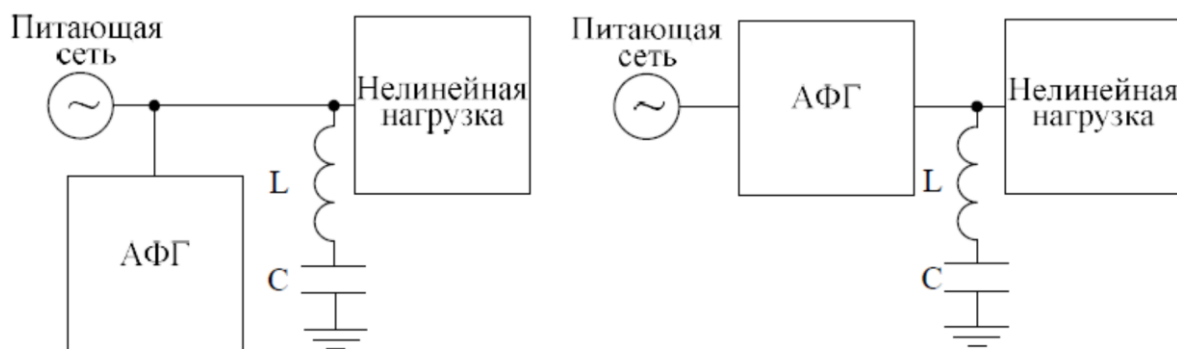 Питающая
сеть
Нелинейная
нагрузка
L
АФГ
C
Питающая
сеть
АФГ
Нелинейная
нагрузка
L
C